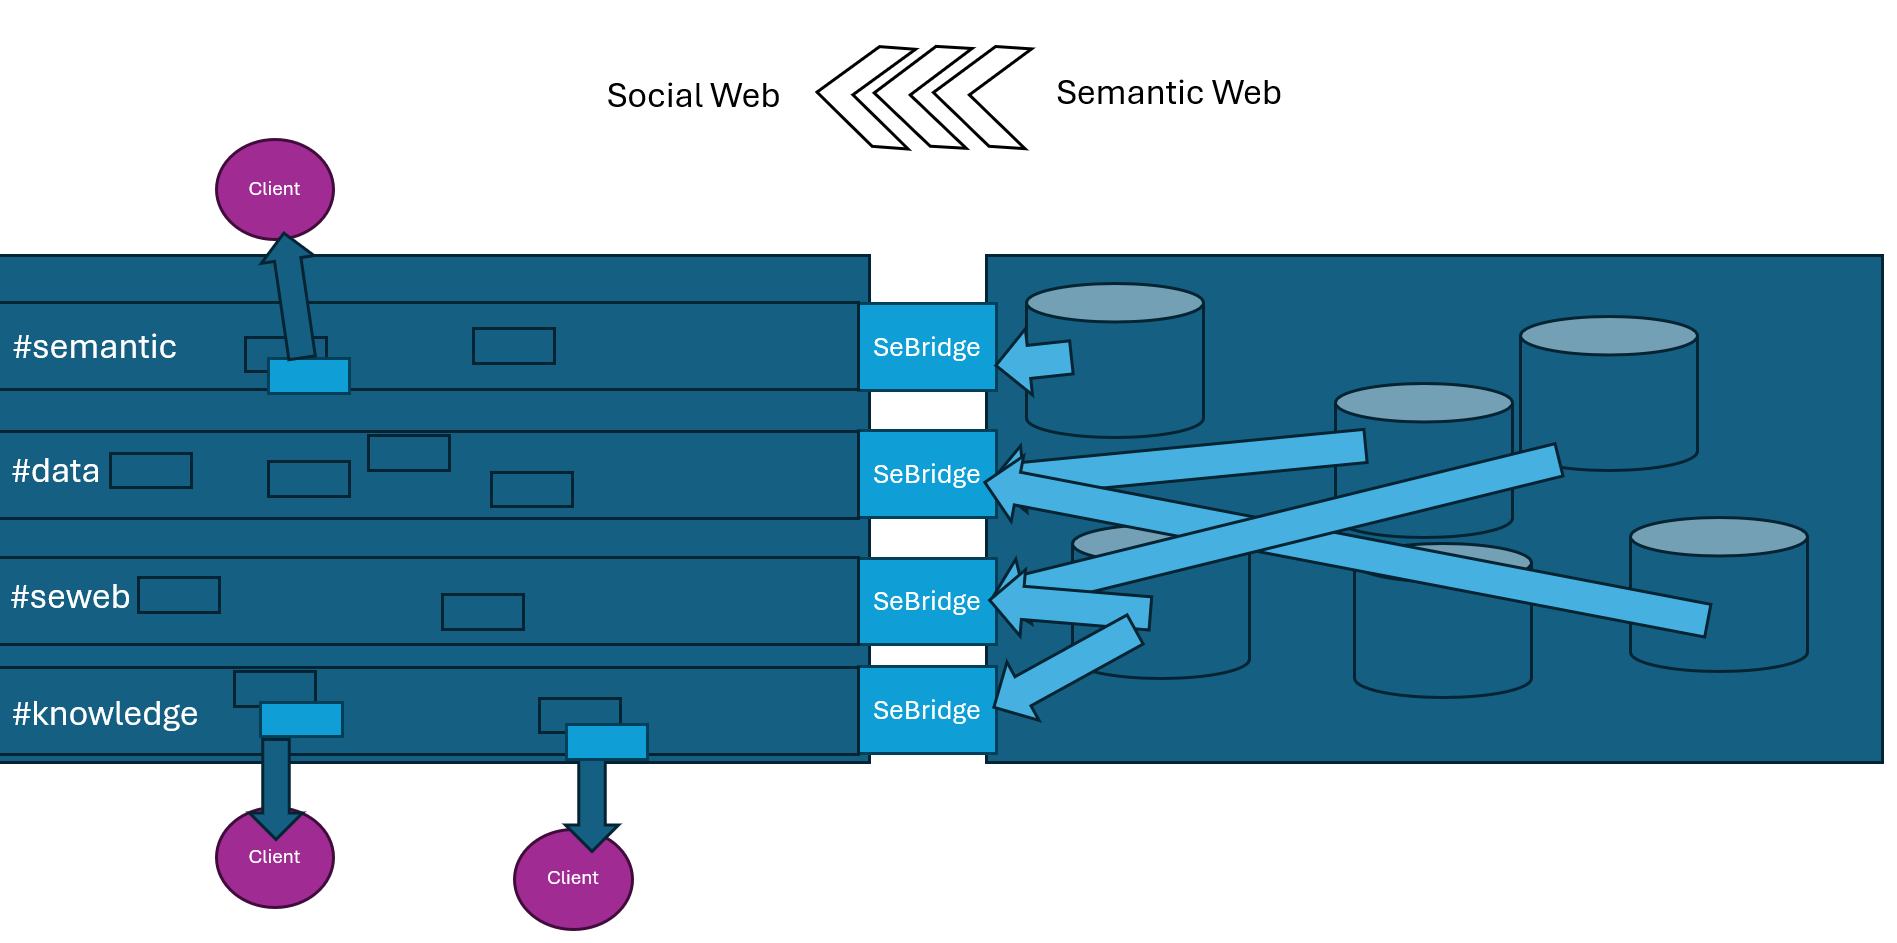 Social Web
Semantic Web
Client
#semantic
SeBridge
#data
SeBridge
#seweb
SeBridge
#knowledge
SeBridge
Client
Client